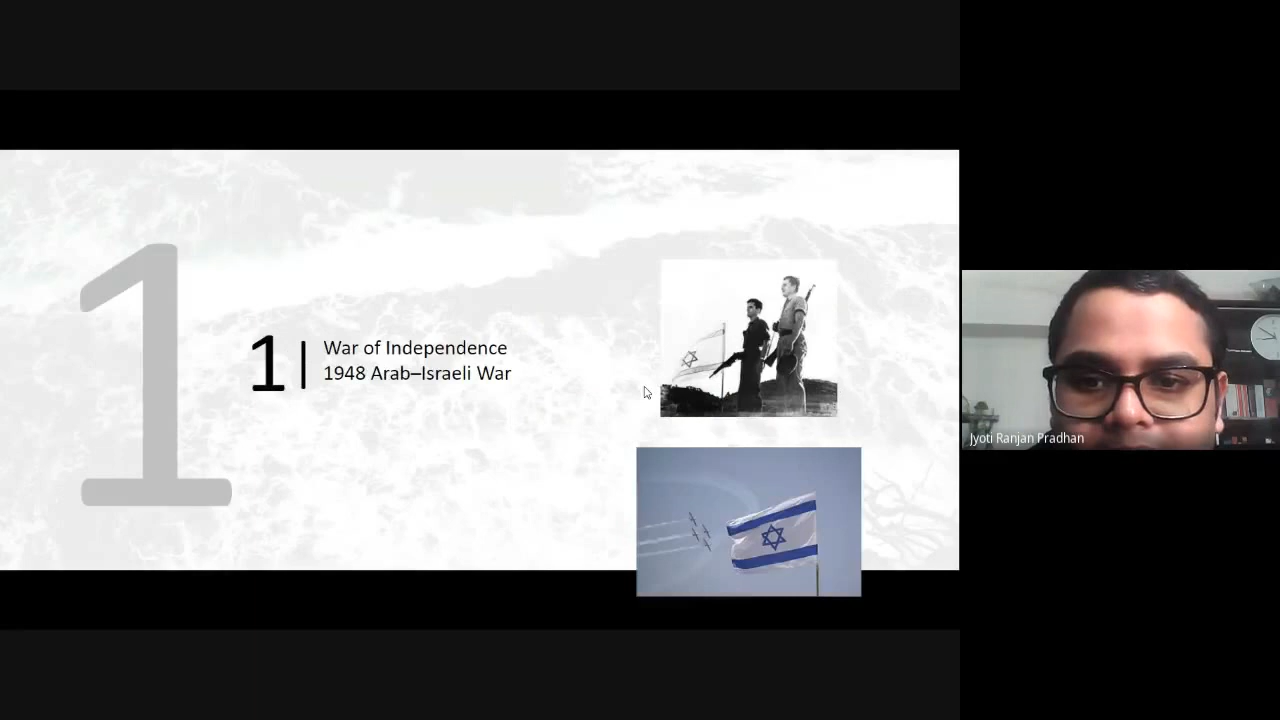 1
1
War of Independence
1948 Arab–Israeli War
Jyoti Ranjan Pradhan